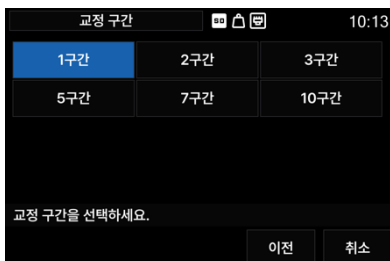 교정 구간 SD 10:13
1구간 2구간 3구간
5구간 7구간 10구간
교정 구간을 선택하세요.
이전 취소